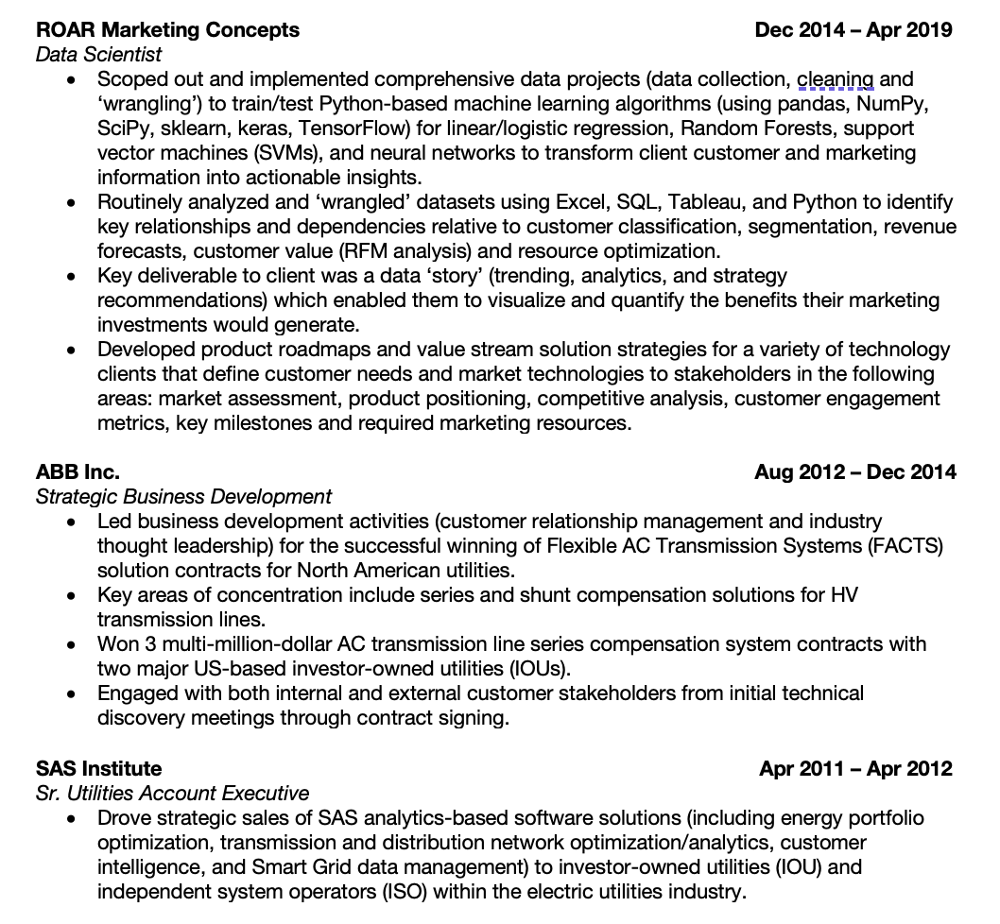 ROAR Marketing Concepts Dec 2014 – Apr 2019
Data Scientist
• Scoped out and implemented comprehensive data projects (data collection, cleaning and
‘wrangling’) to train/test Python-based machine learning algorithms (using pandas, NumPy,
SciPy, sklearn, keras, TensorFlow) for linear/logistic regression, Random Forests, support
vector machines (SVMs), and neural networks to transform client customer and marketing
information into actionable insights.
• Routinely analyzed and ‘wrangled’ datasets using Excel, SQL, Tableau, and Python to identify
key relationships and dependencies relative to customer classification, segmentation, revenue
forecasts, customer value (RFM analysis) and resource optimization.
• Key deliverable to client was a data ‘story’ (trending, analytics, and strategy
recommendations) which enabled them to visualize and quantify the benefits their marketing
investments would generate.
• Developed product roadmaps and value stream solution strategies for a variety of technology
clients that define customer needs and market technologies to stakeholders in the following
areas: market assessment, product positioning, competitive analysis, customer engagement
metrics, key milestones and required marketing resources.
ABB Inc. Aug 2012 – Dec 2014
Strategic Business Development
• Led business development activities (customer relationship management and industry
thought leadership) for the successful winning of Flexible AC Transmission Systems (FACTS)
solution contracts for North American utilities.
• Key areas of concentration include series and shunt compensation solutions for HV
transmission lines.
• Won 3 multi-million-dollar AC transmission line series compensation system contracts with
two major US-based investor-owned utilities (IOUs).
• Engaged with both internal and external customer stakeholders from initial technical
discovery meetings through contract signing.
SAS Institute Apr 2011 – Apr 2012
Sr. Utilities Account Executive
• Drove strategic sales of SAS analytics-based software solutions (including energy portfolio
optimization, transmission and distribution network optimization/analytics, customer
intelligence, and Smart Grid data management) to investor-owned utilities (IOU) and
independent system operators (ISO) within the electric utilities industry.